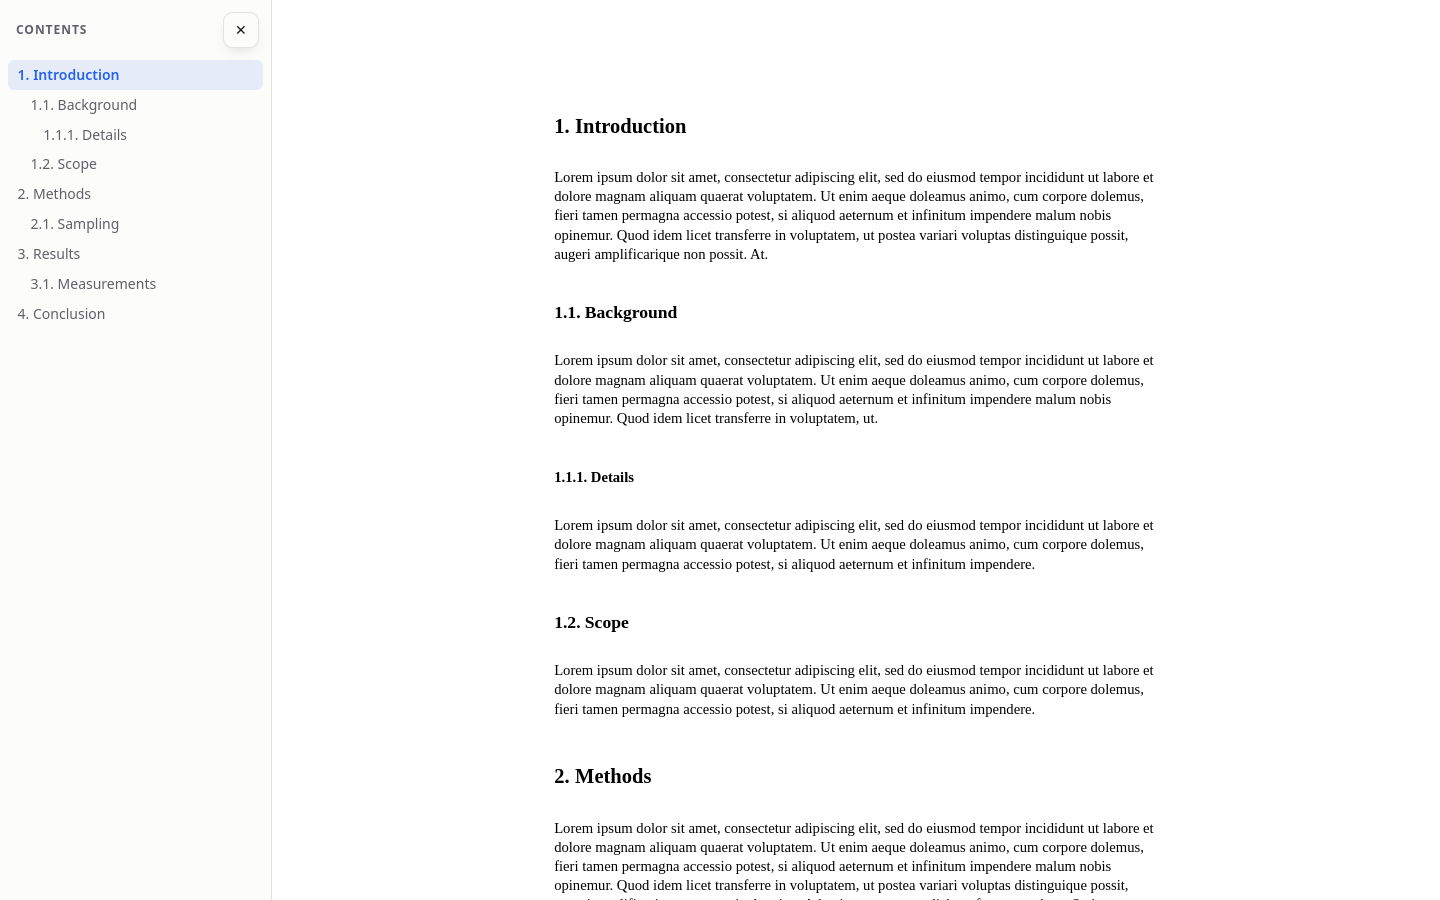 CONTENTS
✕
1. Introduction
1.1. Background
1.1.1. Details
1.2. Scope
2. Methods
2.1. Sampling
3. Results
3.1. Measurements
4. Conclusion
1. Introduction
Lorem ipsum dolor sit amet, consectetur adipiscing elit, sed do eiusmod tempor incididunt ut labore et
dolore magnam aliquam quaerat voluptatem. Ut enim aeque doleamus animo, cum corpore dolemus,
fieri tamen permagna accessio potest, si aliquod aeternum et infinitum impendere malum nobis
opinemur. Quod idem licet transferre in voluptatem, ut postea variari voluptas distinguique possit,
augeri amplificarique non possit. At.
1.1. Background
Lorem ipsum dolor sit amet, consectetur adipiscing elit, sed do eiusmod tempor incididunt ut labore et
dolore magnam aliquam quaerat voluptatem. Ut enim aeque doleamus animo, cum corpore dolemus,
fieri tamen permagna accessio potest, si aliquod aeternum et infinitum impendere malum nobis
opinemur. Quod idem licet transferre in voluptatem, ut.
1.1.1. Details
Lorem ipsum dolor sit amet, consectetur adipiscing elit, sed do eiusmod tempor incididunt ut labore et
dolore magnam aliquam quaerat voluptatem. Ut enim aeque doleamus animo, cum corpore dolemus,
fieri tamen permagna accessio potest, si aliquod aeternum et infinitum impendere.
1.2. Scope
Lorem ipsum dolor sit amet, consectetur adipiscing elit, sed do eiusmod tempor incididunt ut labore et
dolore magnam aliquam quaerat voluptatem. Ut enim aeque doleamus animo, cum corpore dolemus,
fieri tamen permagna accessio potest, si aliquod aeternum et infinitum impendere.
2. Methods
Lorem ipsum dolor sit amet, consectetur adipiscing elit, sed do eiusmod tempor incididunt ut labore et
dolore magnam aliquam quaerat voluptatem. Ut enim aeque doleamus animo, cum corpore dolemus,
fieri tamen permagna accessio potest, si aliquod aeternum et infinitum impendere malum nobis
opinemur. Quod idem licet transferre in voluptatem, ut postea variari voluptas distinguique possit,